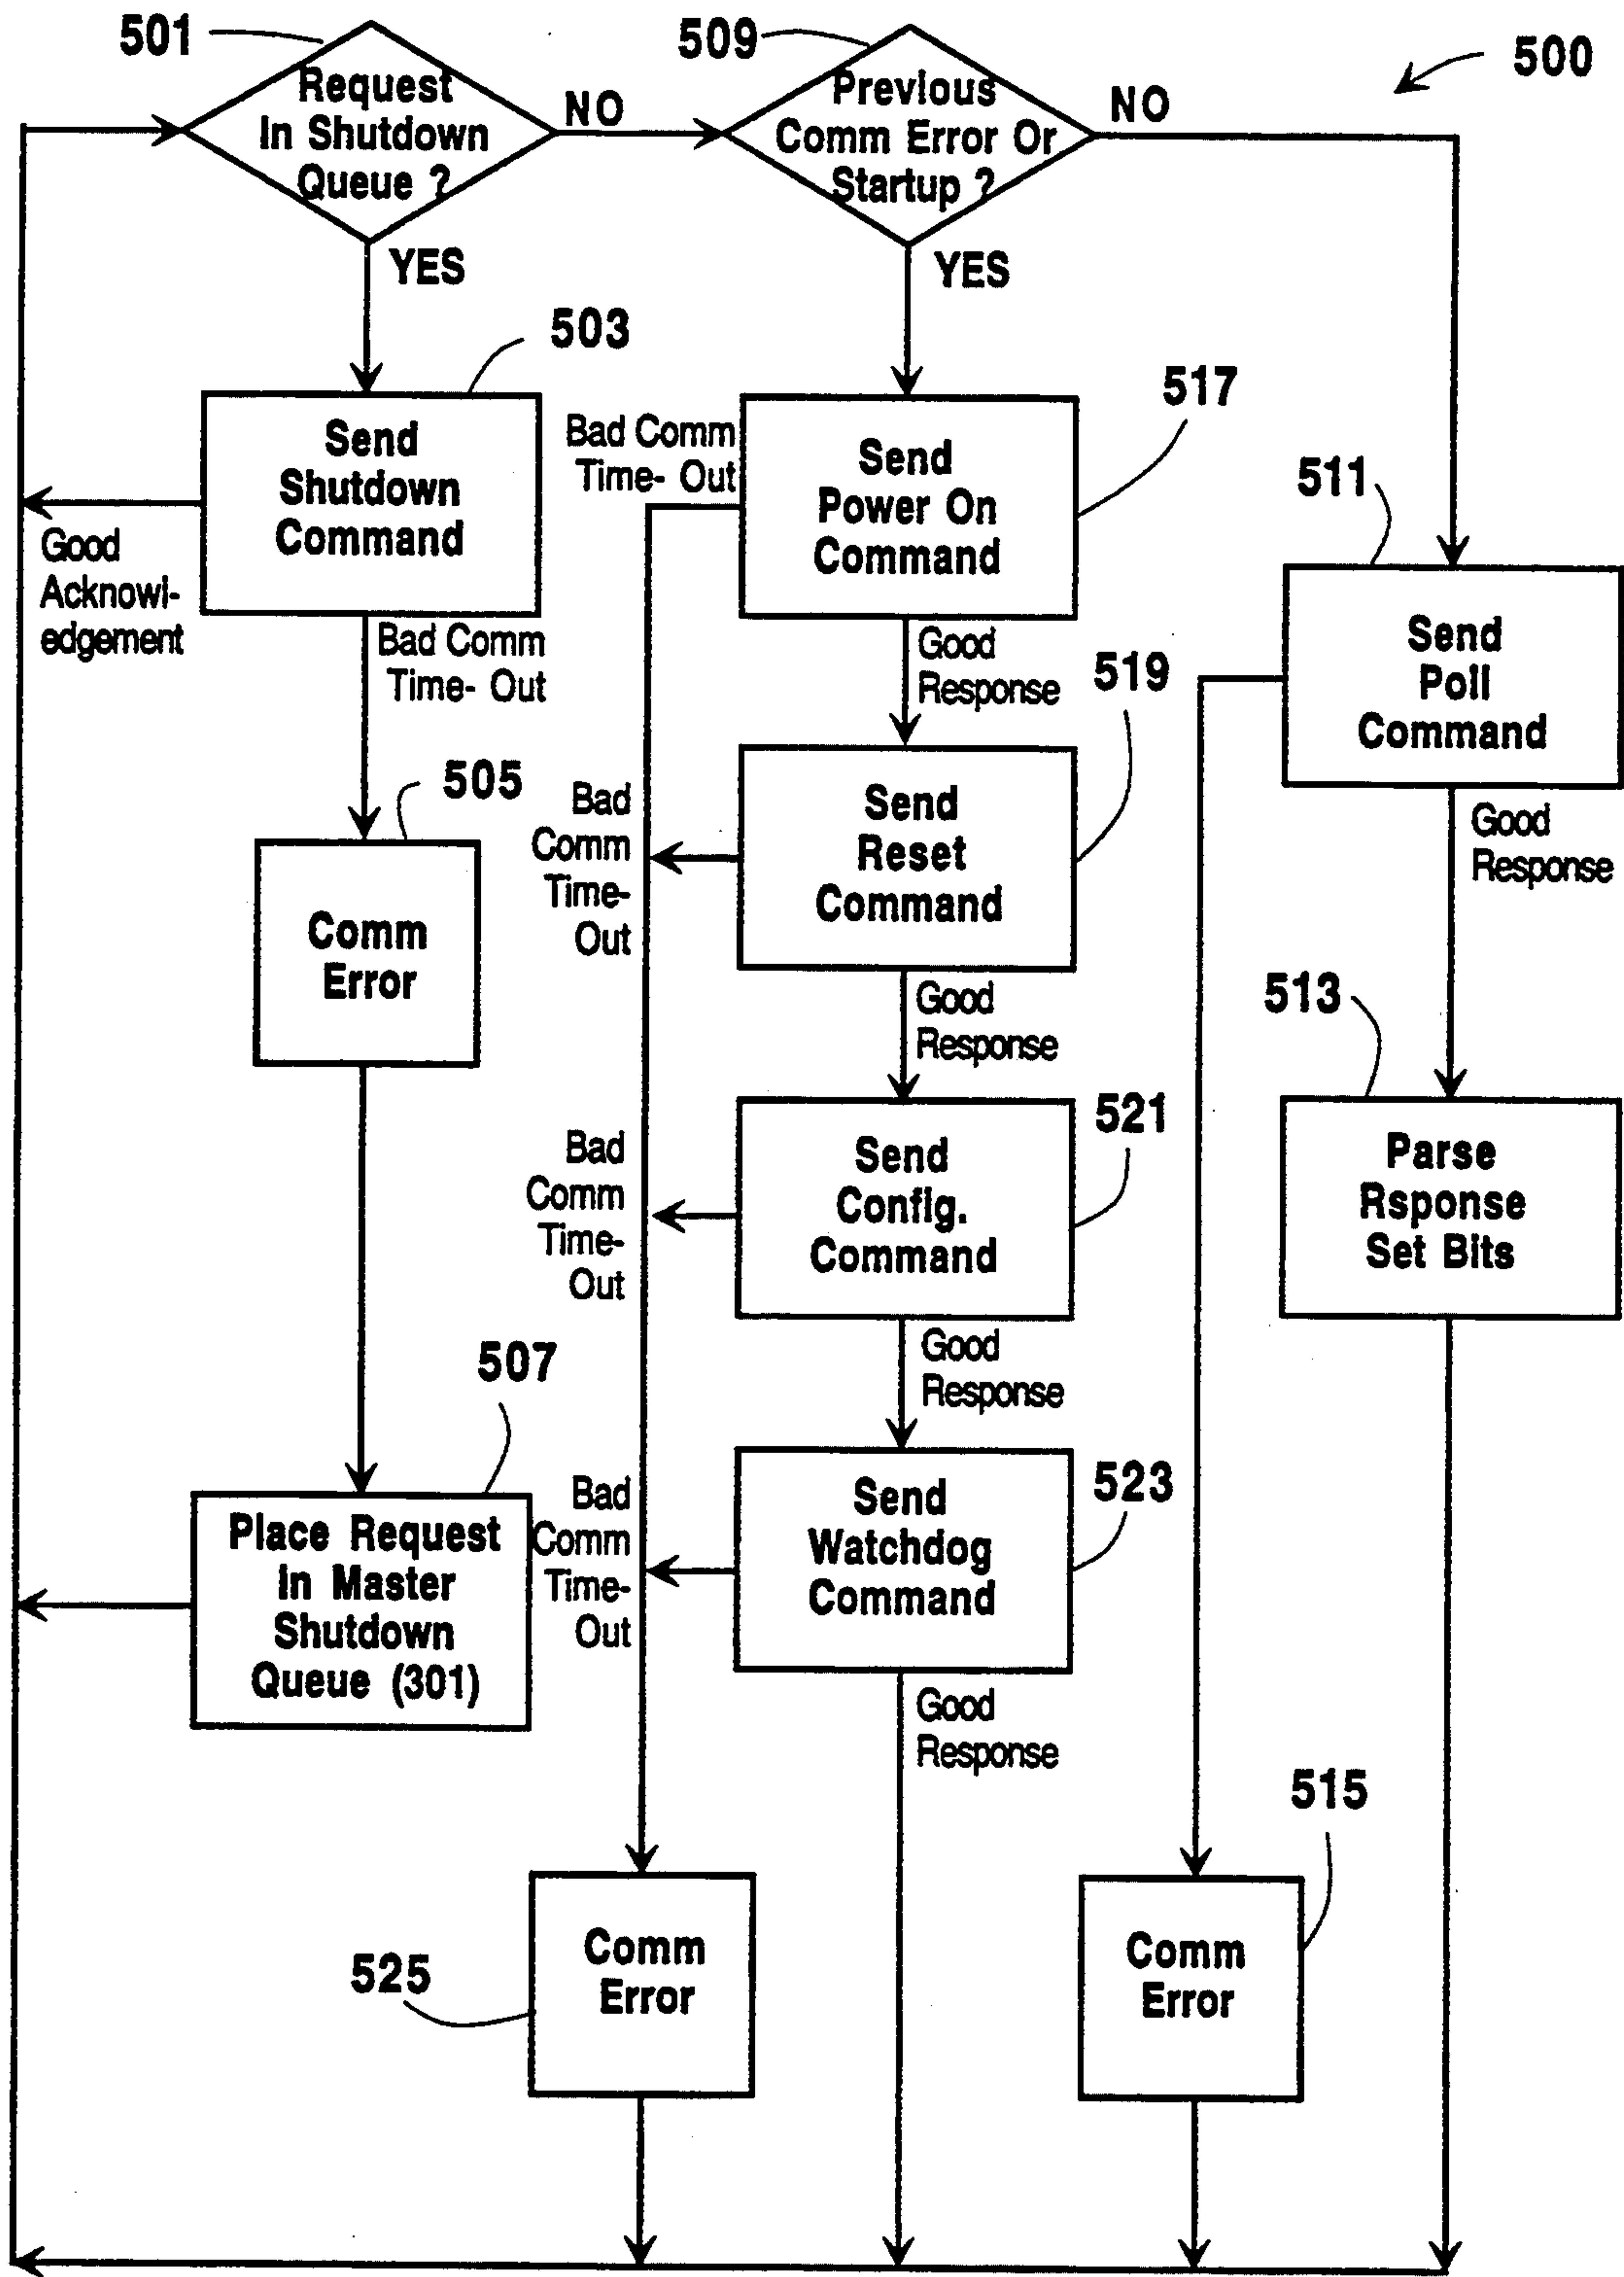 501
Request
In Shutdown
Queue ?
NO
YES
509
Previous
Comm Error Or
Startup ?
NO
YES
500
503
Send
Shutdown
Command
Good
Acknowl-
edgement
Bad Comm
Time- Out
505
Comm
Error
507
Place Request
In Master
Shutdown
Queue (301)
517
Bad Comm
Time- Out
Send
Power On
Command
Good
Response
519
Bad
Comm
Time-
Out
Send
Reset
Command
Good
Response
521
Bad
Comm
Time-
Out
Send
Config.
Command
Good
Response
523
Bad
Comm
Time-
Out
Send
Watchdog
Command
Good
Response
525
Comm
Error
511
Send
Poll
Command
Good
Response
513
Parse
Rsponse
Set Bits
515
Comm
Error